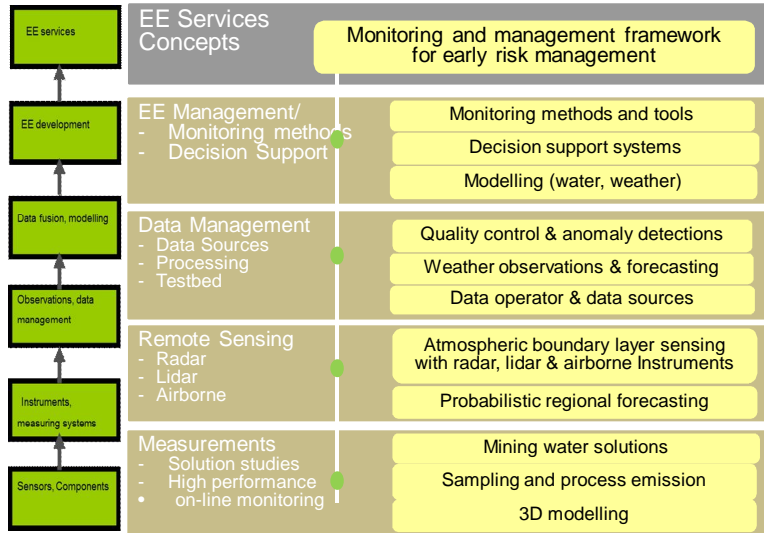 EE services
EE development
Data fusion, modelling
Observations, data
management
Instruments,
measuring systems
Sensors, Components
EE Services
Concepts
Monitoring and management framework
for early risk management
EE Management/
- Monitoring methods
- Decision Support
Monitoring methods and tools
Decision support systems
Modelling (water, weather)
Data Management
- Data Sources
- Processing
- Testbed
Quality control & anomaly detections
Weather observations & forecasting
Data operator & data sources
Remote Sensing
- Radar
- Lidar
- Airborne
Atmospheric boundary layer sensing
with radar, lidar & airborne Instruments
Probabilistic regional forecasting
Measurements
- Solution studies
- High performance
• on-line monitoring
Mining water solutions
Sampling and process emission
3D modelling